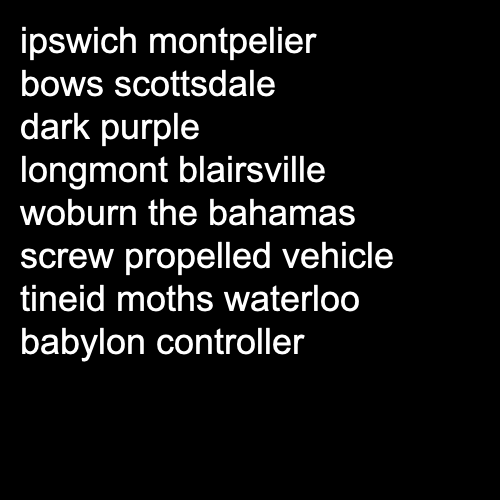 ipswich montpelier
bows scottsdale
dark purple
longmont blairsville
woburn the bahamas
screw propelled vehicle
tineid moths waterloo
babylon controller